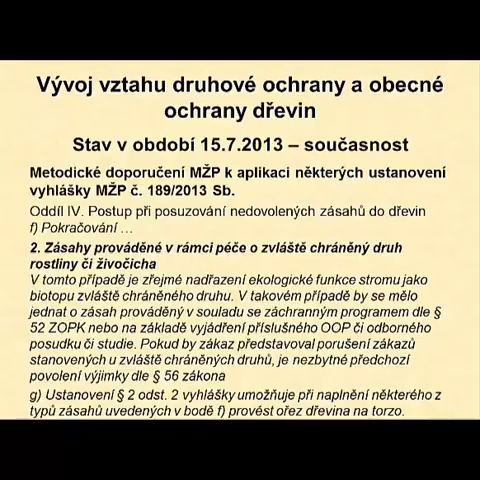 Vývoj vztahu druhové ochrany a obecné
ochrany dřevin
Stav v období 15.7.2013 – současnost
Metodické doporučení MŽP k aplikaci některých ustanovení
vyhlášky MŽP č. 189/2013 Sb.
Oddíl IV. Postup při posuzování nedovolených zásahů do dřevin
f) Pokračování …
2. Zásahy prováděné v rámci péče o zvláště chráněný druh
rostliny či živočicha
V tomto případě je zřejmé nadřazení ekologické funkce stromu jako
biotopu zvláště chráněného druhu. V takovém případě by se mělo
jednat o zásah prováděný v souladu se záchranným programem dle §
52 ZOPK nebo na základě vyjádření příslušného OOP či odborného
posudku či studie. Pokud by zákaz představoval porušení zákazů
stanovených u zvláště chráněných druhů, je nezbytné předchozí
povolení výjimky dle § 56 zákona
g) Ustanovení § 2 odst. 2 vyhlášky umožňuje při naplnění některého z
typů zásahů uvedených v bodě f) provést ořez dřevina na torzo.